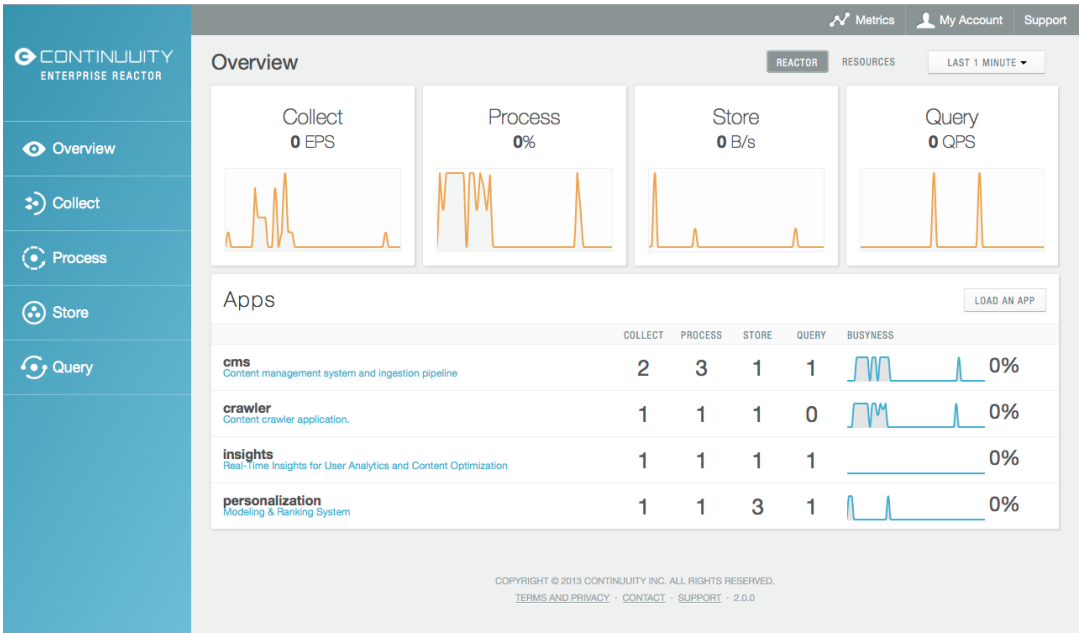 Metrics My Account Support
CONTINUUITY
ENTERPRISE REACTOR
Overview
Collect
Process
Store
Query
Overview REACTOR RESOURCES LAST 1 MINUTE
Collect
0 EPS
Process
0%
Store
0 B/s
Query
0 QPS
Apps LOAD AN APP
COLLECT PROCESS STORE QUERY BUSYNESS
cms
Content management system and ingestion pipeline
2 3 1 1 0%
crawler
Content crawler application.
1 1 1 0 0%
insights
Real-Time Insights for User Analytics and Content Optimization
1 1 1 1 0%
personalization
Modeling & Ranking System
1 1 3 1 0%
COPYRIGHT © 2013 CONTINUUITY INC. ALL RIGHTS RESERVED.
TERMS AND PRIVACY · CONTACT · SUPPORT · 2.0.0